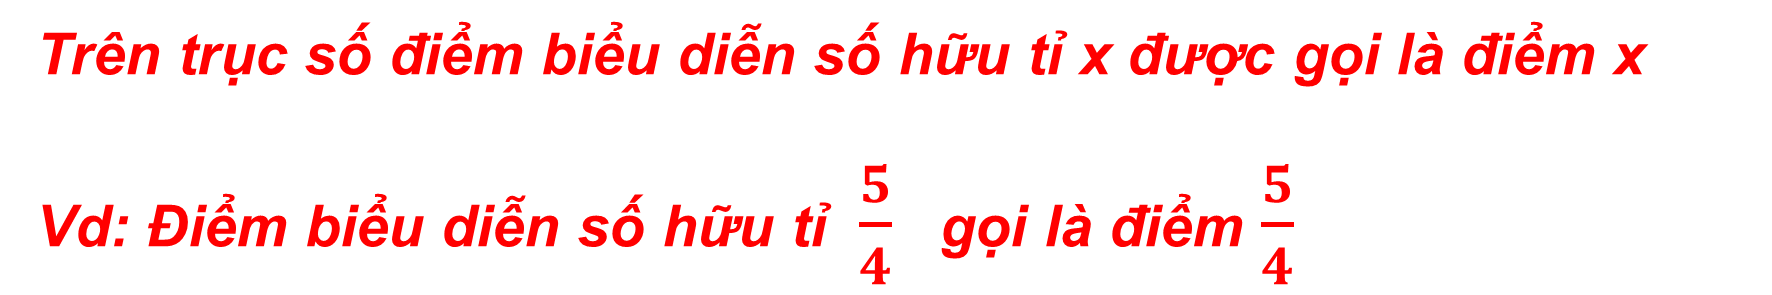 Trên trục số điểm biểu diễn số hữu tỉ x được gọi là điểm x
Vd: Điểm biểu diễn số hữu tỉ 5/4 gọi là điểm 5/4